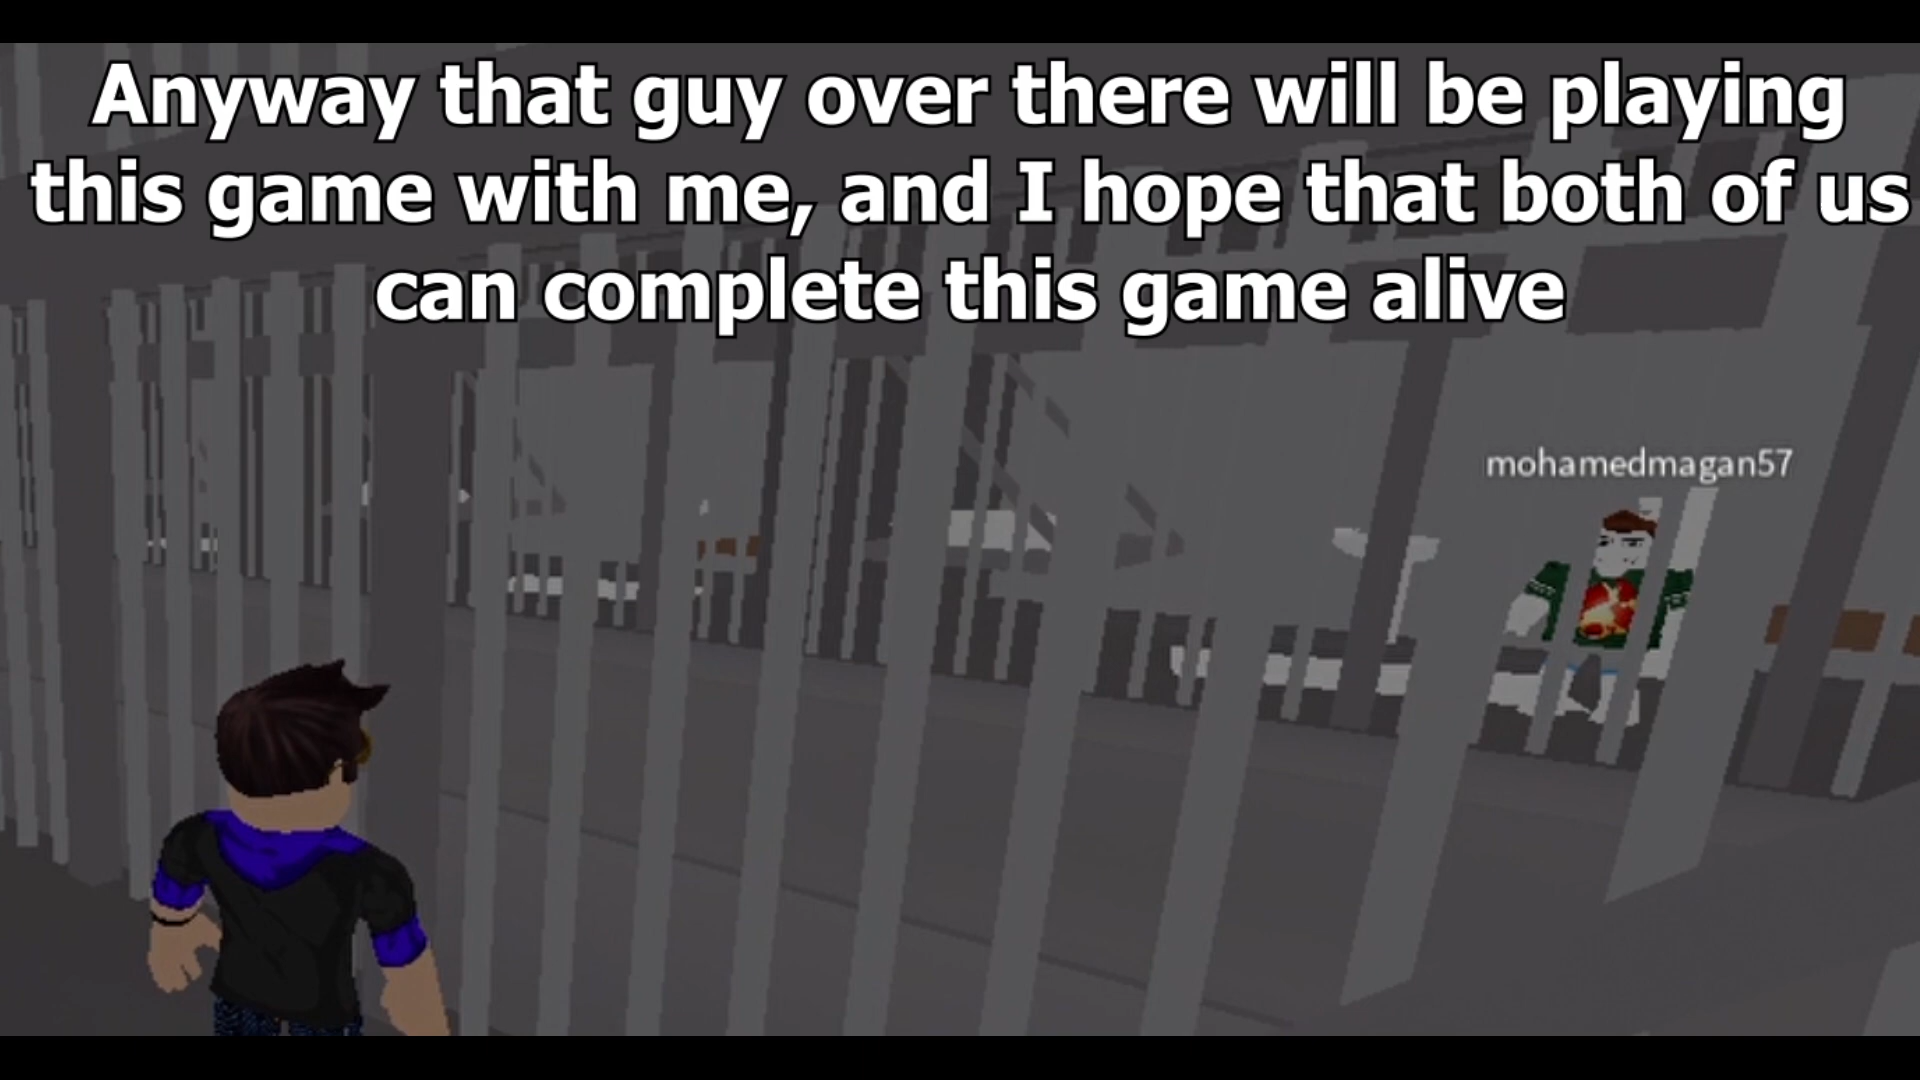 Anyway that guy over there will be playing
this game with me, and I hope that both of us
can complete this game alive
mohamedmagan57